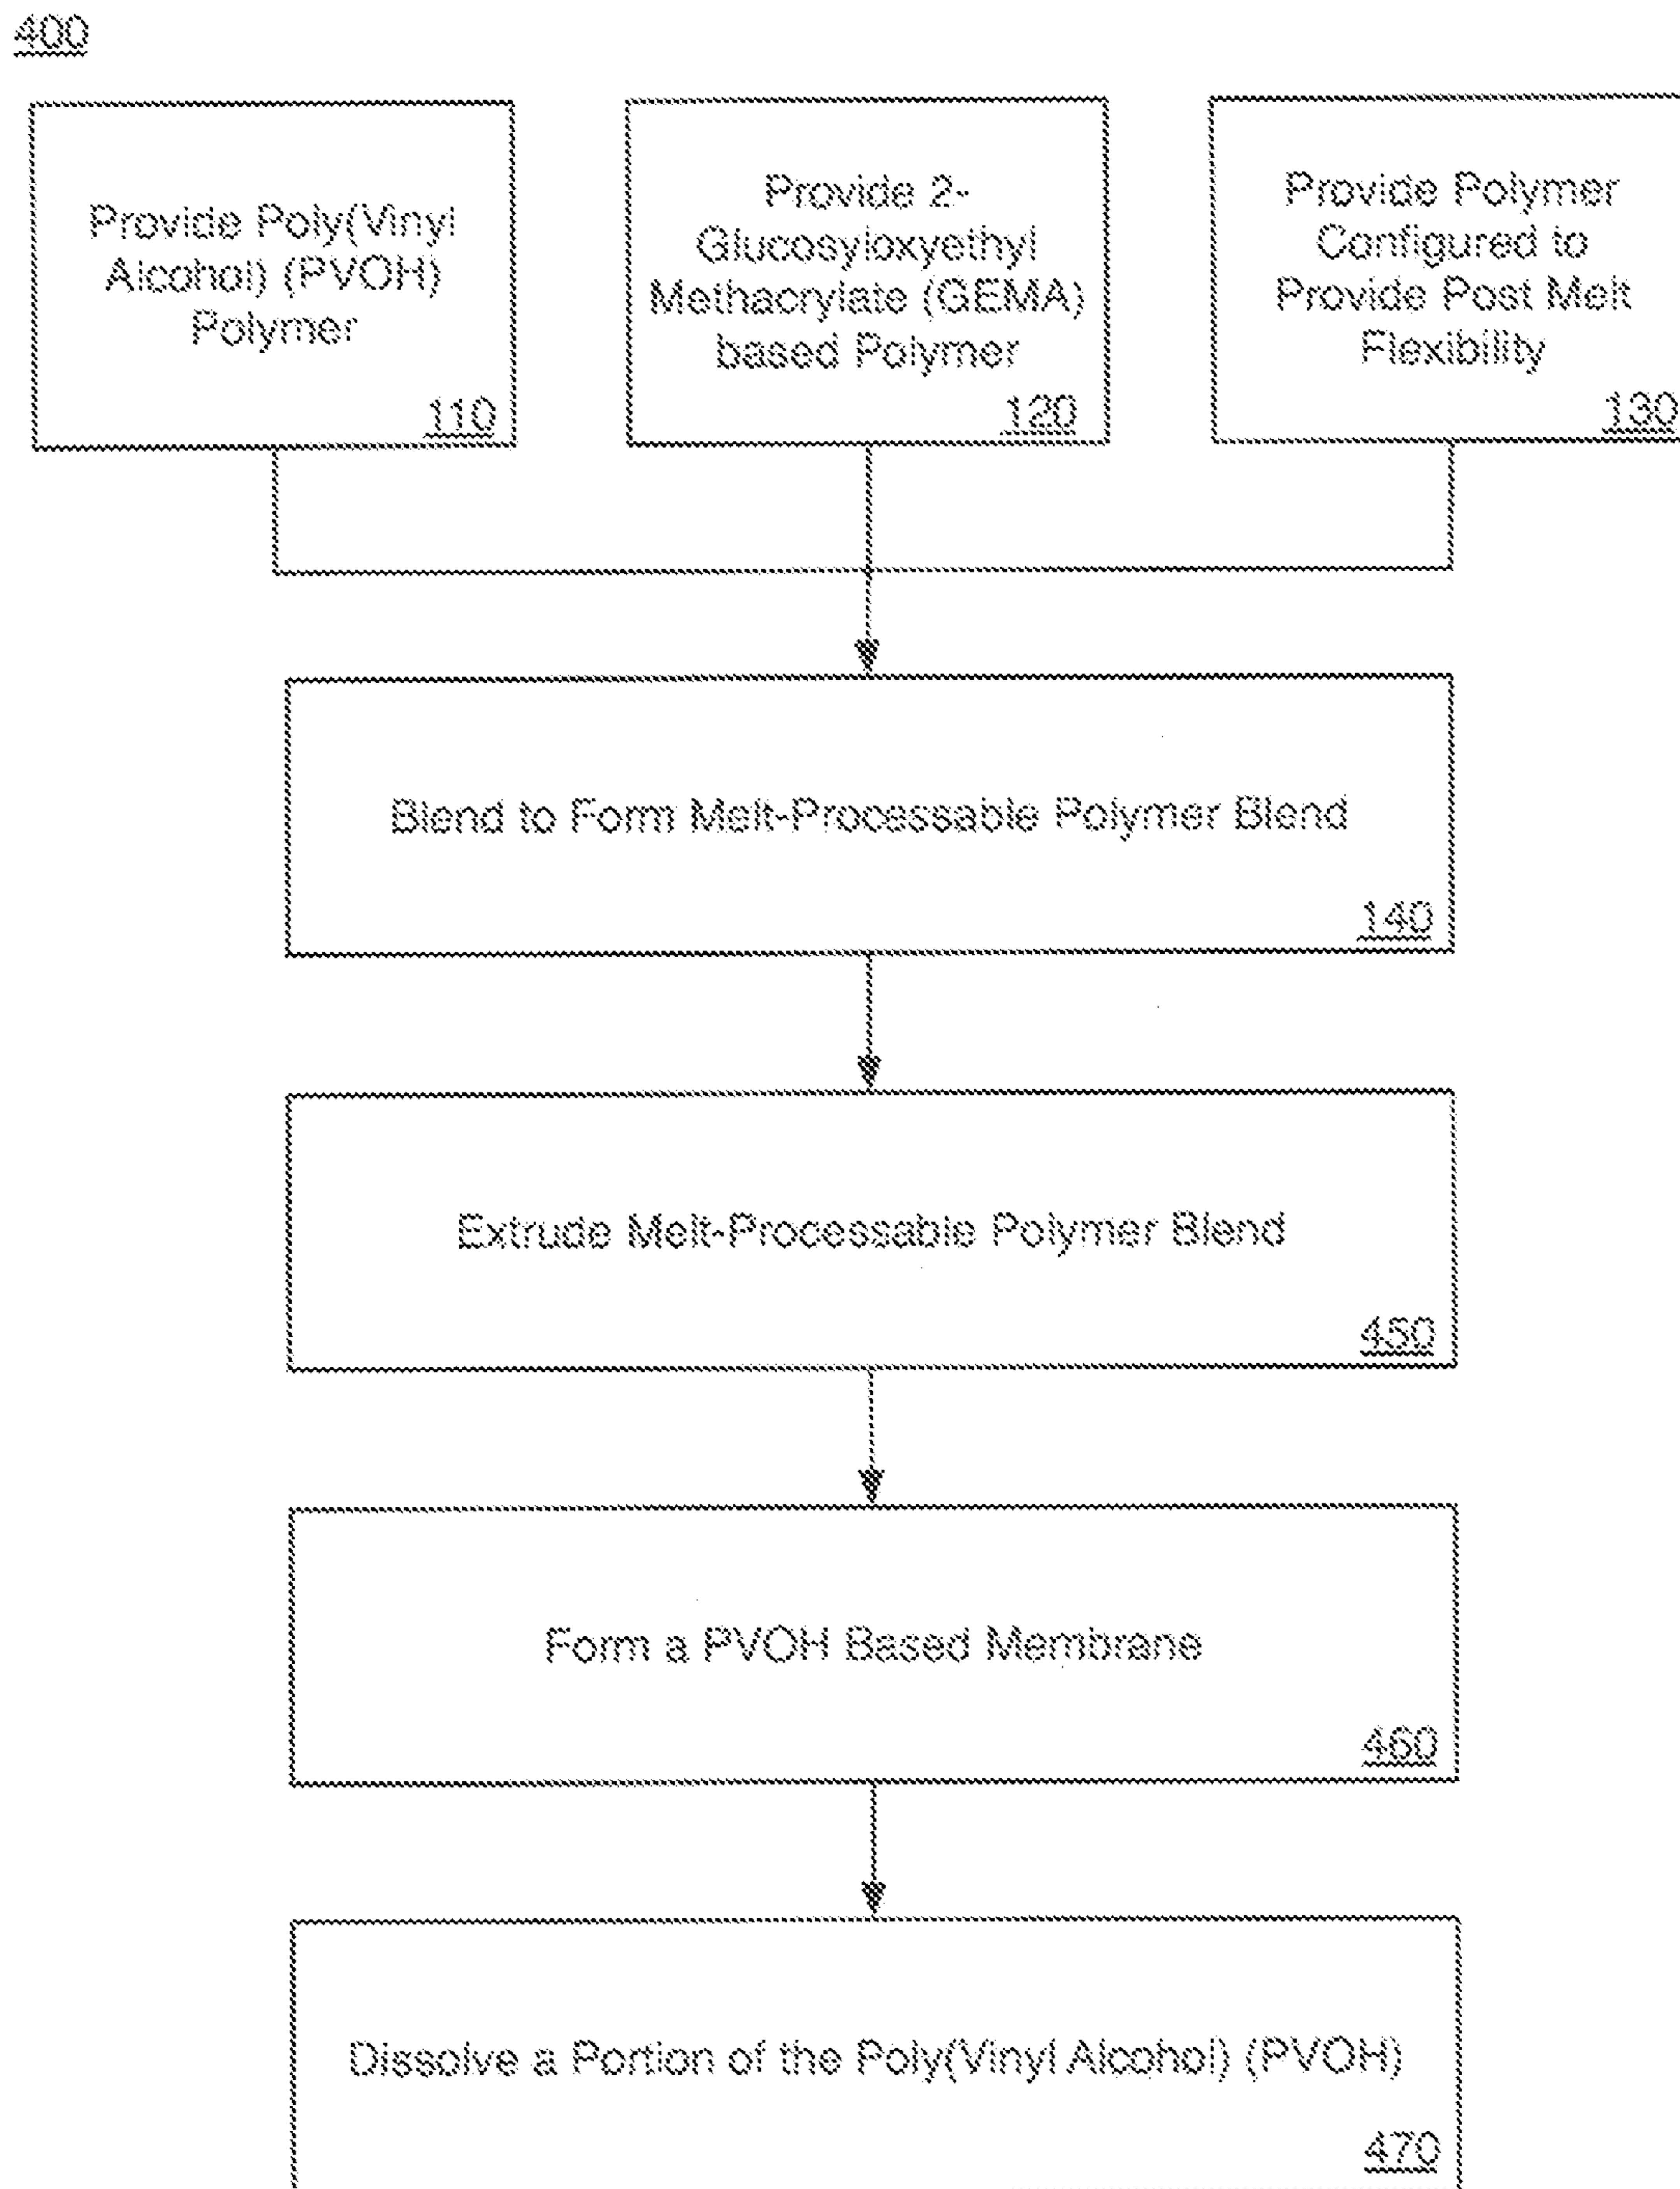 400
Provide Poly(Vinyl
Alcohol) (PVOH)
Polymer
110
Provide 2-
Glucosyloxyethyl
Methacrylate (GEMA)
based Polymer
120
Provide Polymer
Configured to
Provide Post Melt
Flexibility
130
Blend to Form Melt-Processable Polymer Blend
140
Extrude Melt-Processable Polymer Blend
450
Form a PVOH Based Membrane
460
Dissolve a Portion of the Poly(Vinyl Alcohol) (PVOH)
470